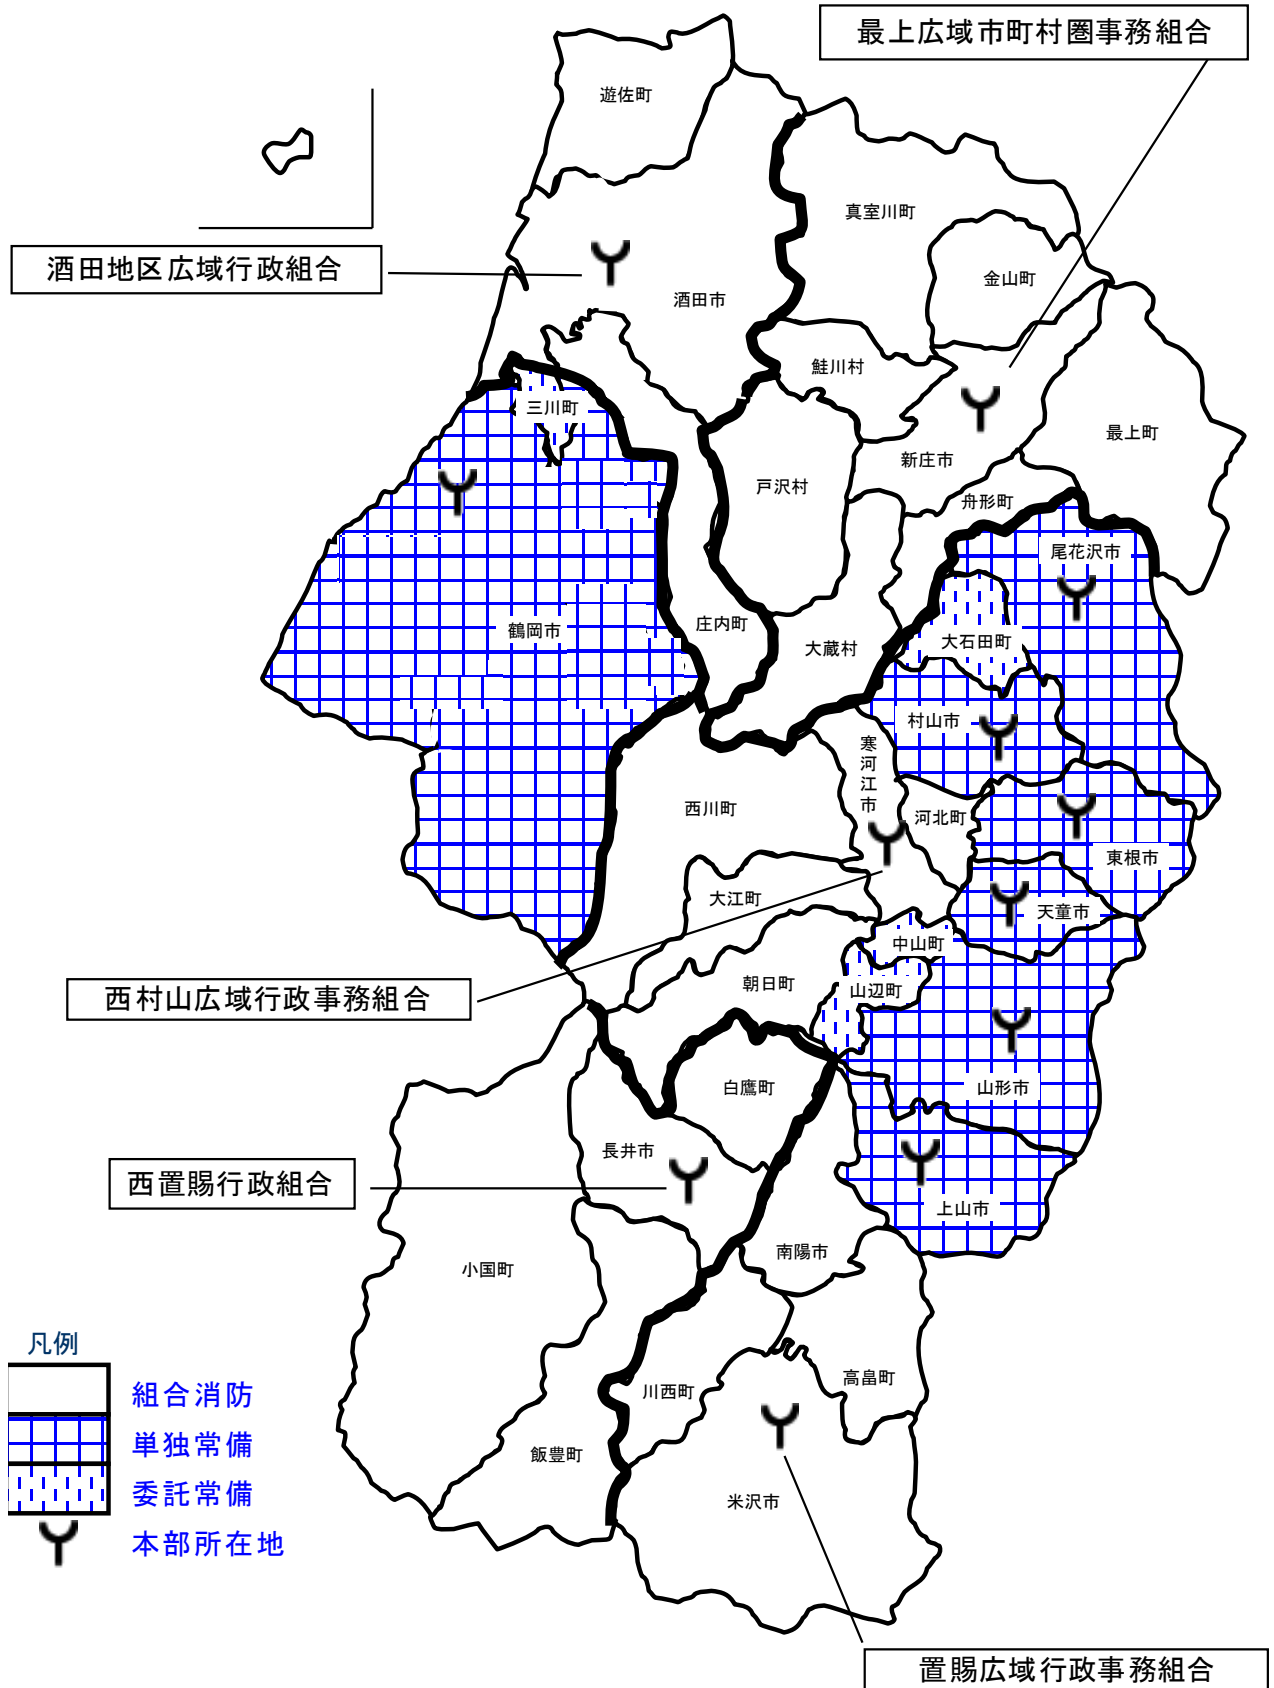 最上広域市町村圏事務組合
遊佐町
真室川町
酒田地区広域行政組合
金山町
酒田市
鮭川村
三川町
最上町
新庄市
戸沢村
舟形町
尾花沢市
鶴岡市
庄内町
大蔵村
大石田町
村山市
寒河江市
西川町
河北町
東根市
大江町
天童市
中山町
朝日町
山辺町
西村山広域行政事務組合
白鷹町
山形市
長井市
西置賜行政組合
上山市
南陽市
小国町
凡例
組合消防
単独常備
委託常備
本部所在地
高畠町
川西町
飯豊町
米沢市
置賜広域行政事務組合